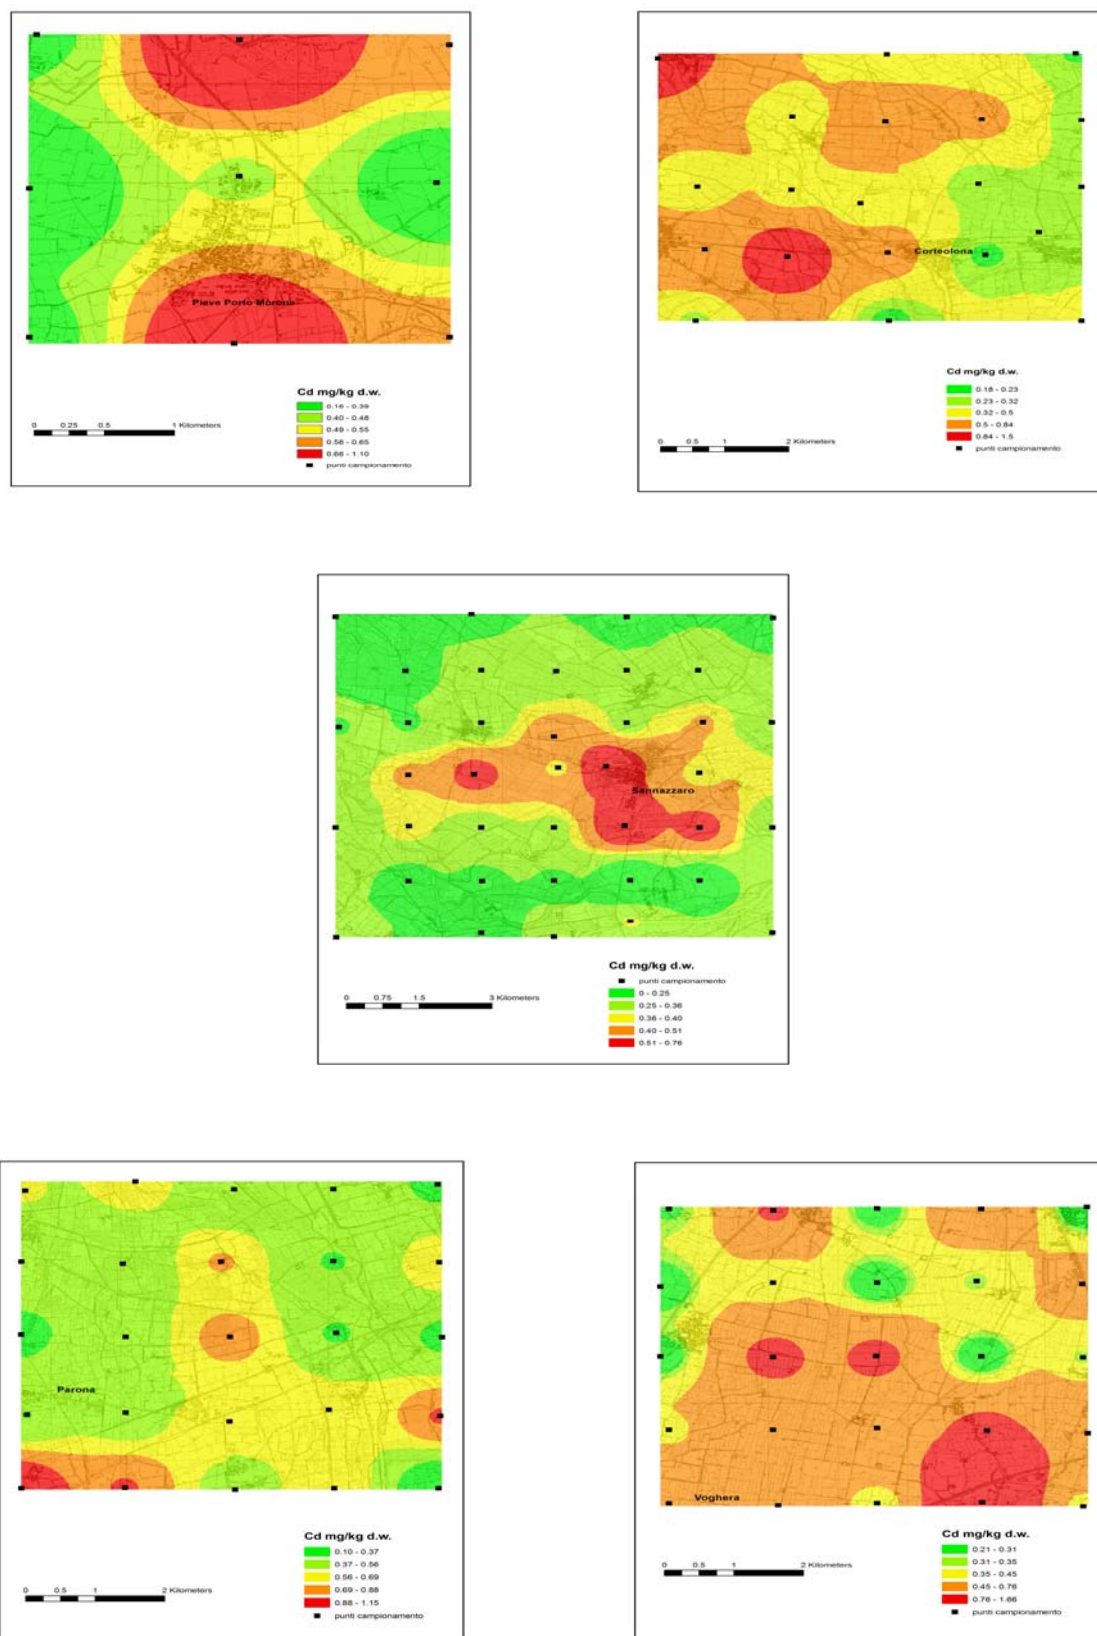 Pieve Porto Morone
Cd mg/kg d.w.
0.16 - 0.39
0.40 - 0.48
0.49 - 0.55
0.56 - 0.65
0.66 - 1.10
punti campionamento
0 0.25 0.5 1 Kilometers
Corteolona
Cd mg/kg d.w.
0.18 - 0.23
0.23 - 0.32
0.32 - 0.5
0.5 - 0.84
0.84 - 1.5
punti campionamento
0 0.5 1 2 Kilometers
Sannazzaro
Cd mg/kg d.w.
punti campionamento
0 - 0.25
0.25 - 0.36
0.36 - 0.40
0.40 - 0.51
0.51 - 0.76
0 0.75 1.5 3 Kilometers
Parona
Cd mg/kg d.w.
0.10 - 0.37
0.37 - 0.56
0.56 - 0.69
0.69 - 0.88
0.88 - 1.15
punti campionamento
0 0.5 1 2 Kilometers
Voghera
Cd mg/kg d.w.
0.21 - 0.31
0.31 - 0.35
0.35 - 0.45
0.45 - 0.76
0.76 - 1.66
punti campionamento
0 0.5 1 2 Kilometers